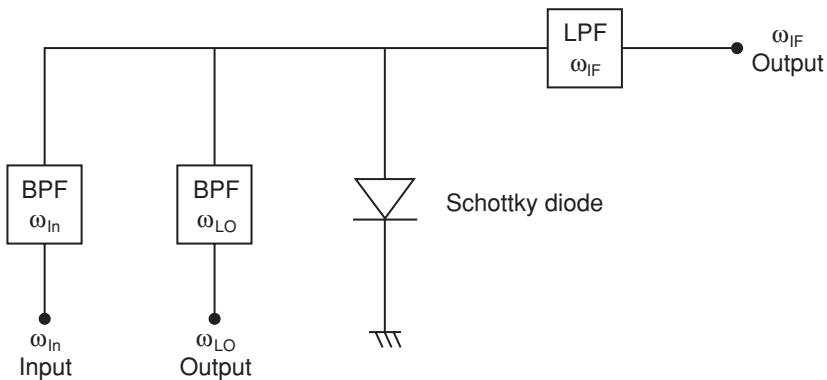 LPF
ω_IF
ω_IF
Output
BPF
ω_In
BPF
ω_LO
Schottky diode
ω_In
Input
ω_LO
Output